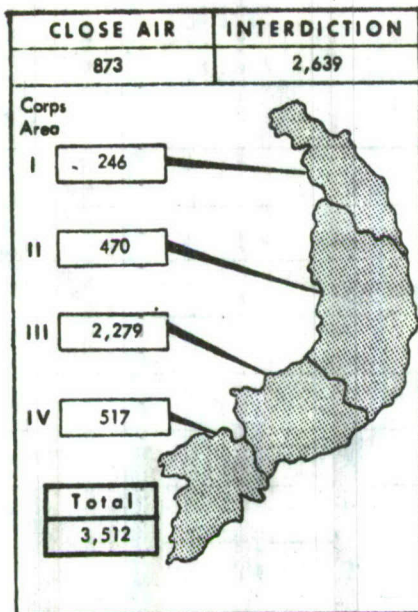 CLOSE AIR INTERDICTION
873 2,639
Corps
Area
I 246
II 470
III 2,279
IV 517
Total
3,512